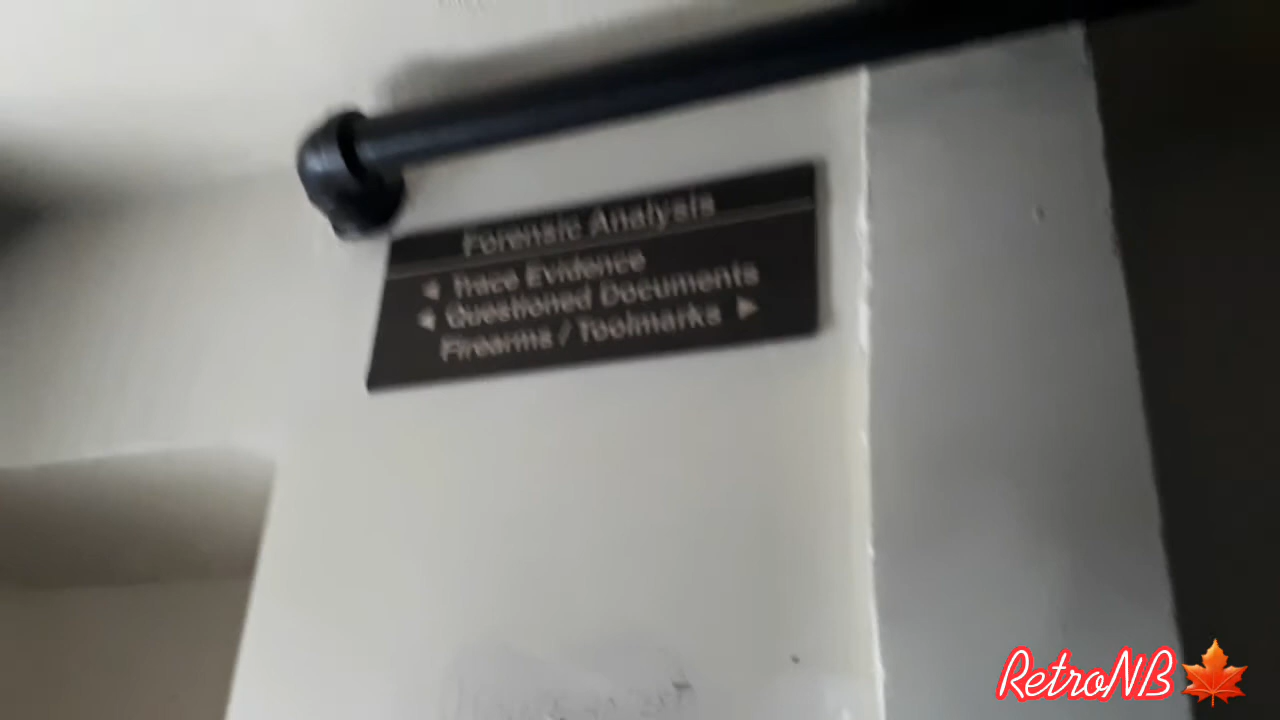 Forensic Analysis
◄ Trace Evidence
◄ Questioned Documents
Firearms / Toolmarks ►
RetroNB